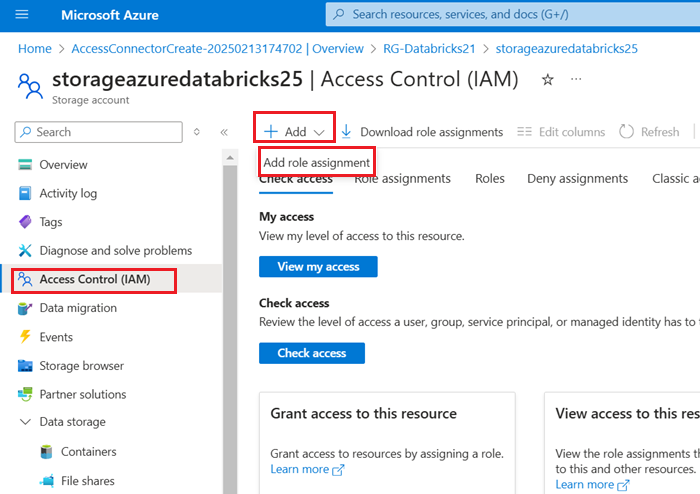 Microsoft Azure
Search resources, services, and docs (G+/)
Home > AccessConnectorCreate-20250213174702 | Overview > RG-Databricks21 > storageazuredatabricks25
storageazuredatabricks25 | Access Control (IAM)
Storage account
Search
Add
Download role assignments
Edit columns
Refresh
Add role assignment
Check access
Role assignments
Roles
Deny assignments
Classic
Overview
Activity log
Tags
Diagnose and solve problems
Access Control (IAM)
Data migration
Events
Storage browser
Partner solutions
Data storage
Containers
File shares
My access
View my level of access to this resource.
View my access
Check access
Review the level of access a user, group, service principal, or managed identity has to
Check access
Grant access to this resource
Grant access to resources by assigning a role.
Learn more
View access to this
View the role assignments
to this and other resources.
Learn more